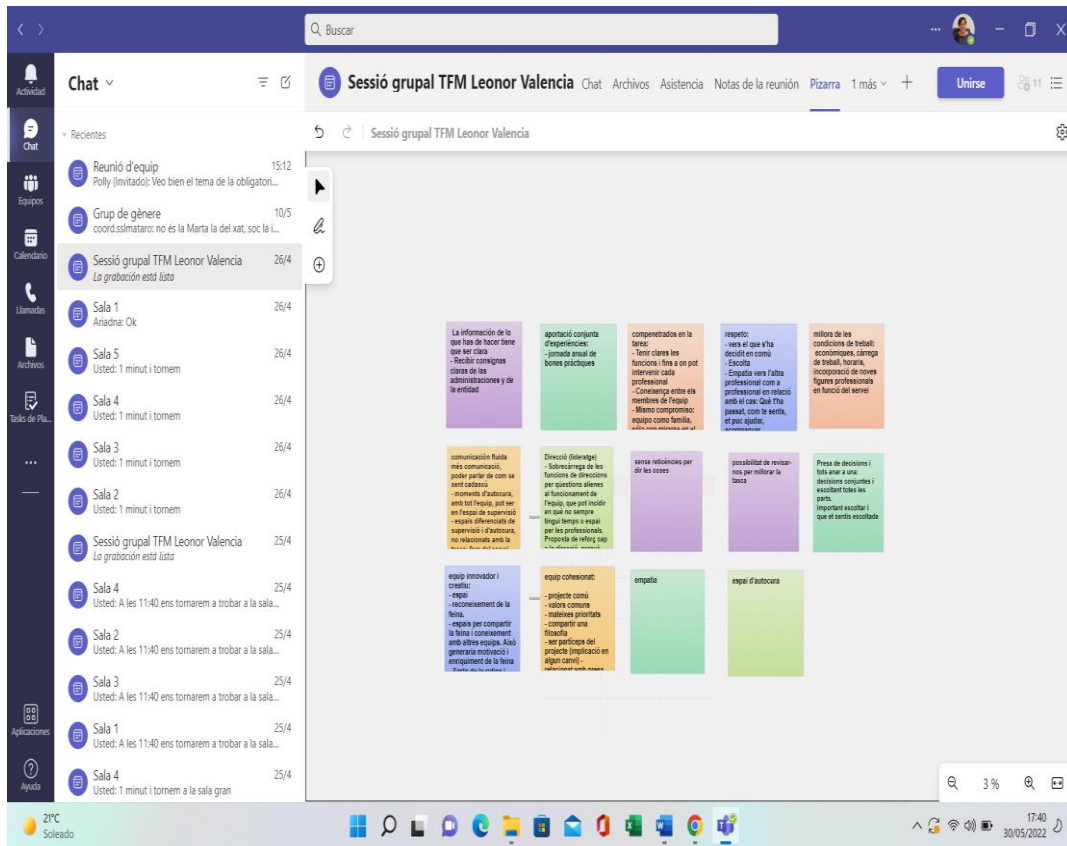 Buscar
Actividad
Chat
Equipos
Calendario
Llamadas
Archivos
Tasks de Pla...
Aplicaciones
Ayuda
Chat
Recientes
Reunió d'equip 15:12
Polly (Invitado): Veo bien el tema de la obligatori...
Grup de gènere 10/5
coord.sslmataro: no és la Marta la del xat, soc la i...
Sessió grupal TFM Leonor Valencia 26/4
La grabación está lista
Sala 1 26/4
Ariadna: Ok
Sala 5 26/4
Usted: 1 minut i tornem
Sala 4 26/4
Usted: 1 minut i tornem
Sala 3 26/4
Usted: 1 minut i tornem
Sala 2 26/4
Usted: 1 minut i tornem
Sessió grupal TFM Leonor Valencia 25/4
La grabación está lista
Sala 4 25/4
Usted: A les 11:40 ens tornarem a trobar a la sala...
Sala 2 25/4
Usted: A les 11:40 ens tornarem a trobar a la sala...
Sala 3 25/4
Usted: A les 11:40 ens tornarem a trobar a la sala...
Sala 1 25/4
Usted: A les 11:40 ens tornarem a trobar a la sala...
Sala 4 25/4
Usted: 1 minut i tornem a la sala gran
Sessió grupal TFM Leonor Valencia Chat Archivos Asistencia Notas de la reunión Pizarra 1 más Unirse 11
Sessió grupal TFM Leonor Valencia
La información de lo
que has de hacer tiene
que ser clara
- Recibir consignas
claras de las
administraciones y de
la entidad
aportació conjunta
d'experiències:
- jornada anual de
bones pràctiques
compenetrados en la
tarea:
- Tenir clares les
funcions i fins a on pot
intervenir cada
professional
- Coneixença entre els
membres de l'equip
- Mismo compromiso:
equipo como familia,
sólo con mirarse en el
respeto:
- vers el que s'ha
decidit en comú
- Escolta
- Empatia vers l'altra
professional com a
professional en relació
amb el cas: Què t'ha
passat, com te sents,
et puc ajudar,
acompanyar
millora de les
condicions de treball:
económiques, càrrega
de treball, horaris,
incorporació de noves
figures professionals
en funció del servei
comunicación fluida
més comunicació,
poder parlar de com se
sent cadascú
- moments d'autocura,
amb tot l'equip, pot ser
en l'espai de supervisió
- espais diferenciats de
supervisió i d'autocura,
no relacionats amb la
Direcció (lideratge)
- Sobrecàrrega de les
funcions de direccions
per qüestions alienes
al funcionament de
l'equip, que pot incidir
en què no sempre
tingui temps o espai
per les professionals.
Proposta de reforç cap
sense reticències per
dir les coses
possibilitat de revisar-
nos per millorar la
tasca
Presa de decisions i
tots anar a una:
decisions conjuntes i
escoltant totes les
parts.
Important escoltar i
que et sentis escoltada
equip innovador i
creatiu:
- espai
- reconeixement de la
feina.
- espais per compartir
la feina i coneixement
amb altres equips. Això
generaria motivació i
enriquiment de la feina
equip cohesionat:
- projecte comú
- valors comuns
- mateixes prioritats
- compartir una
filosofia
- ser partíceps del
projecte (implicació en
algun canvi) -
empatia
espai d'autocura
3 %
21°C
Soleado
17:40
30/05/2022